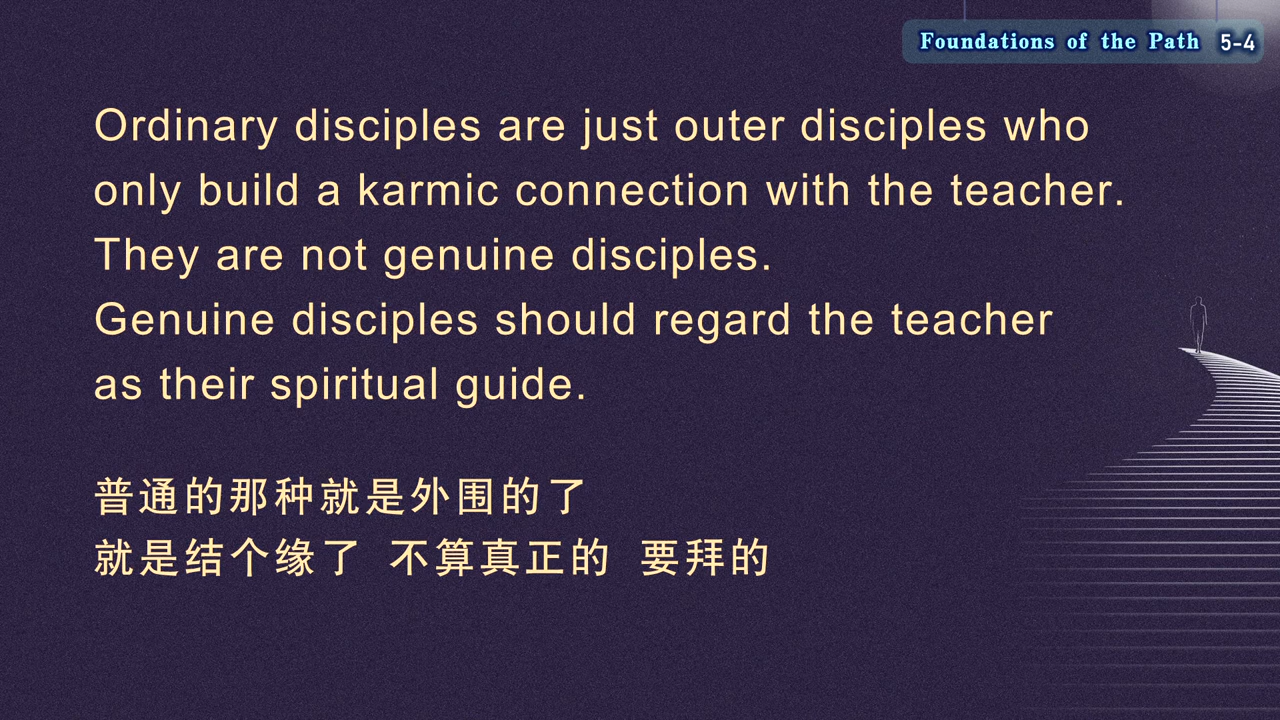 Foundations of the Path 5-4
Ordinary disciples are just outer disciples who
only build a karmic connection with the teacher.
They are not genuine disciples.
Genuine disciples should regard the teacher
as their spiritual guide.
普通的那种就是外围的了
就是结个缘了 不算真正的 要拜的